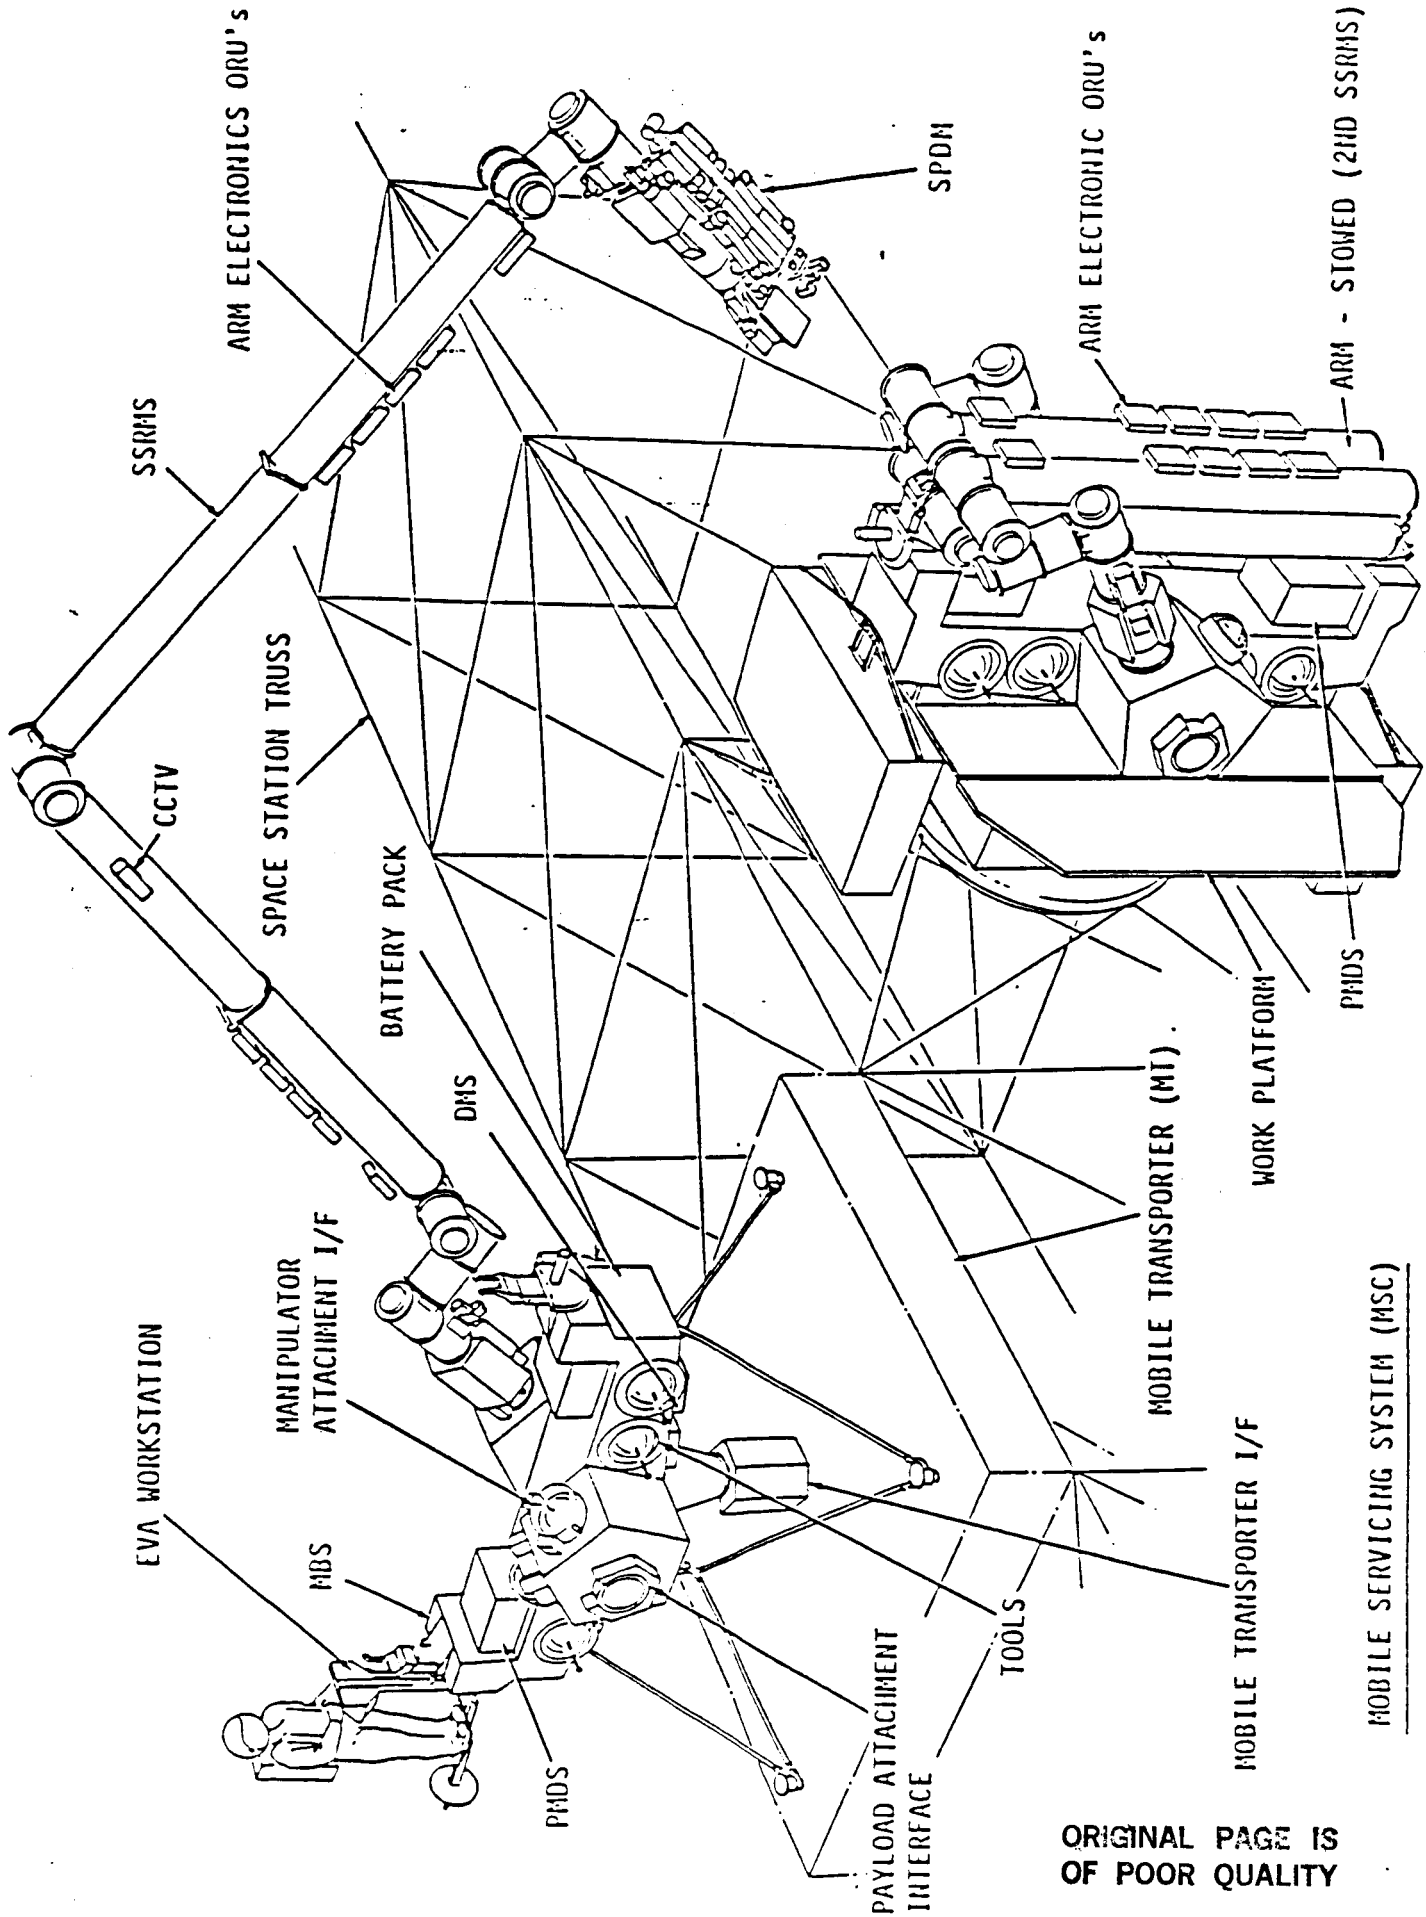 ARM ELECTRONICS ORU's
SSRMS
CCTV
SPACE STATION TRUSS
BATTERY PACK
DMS
MANIPULATOR
ATTACHMENT I/F
EVA WORKSTATION
MBS
PMDS
SPDM
ARM ELECTRONIC ORU's
ARM - STOWED (2ND SSRMS)
PMDS
WORK PLATFORM
MOBILE TRANSPORTER (MT).
MOBILE TRANSPORTER I/F
TOOLS
PAYLOAD ATTACHMENT
INTERFACE
MOBILE SERVICING SYSTEM (MSC)
ORIGINAL PAGE IS
OF POOR QUALITY